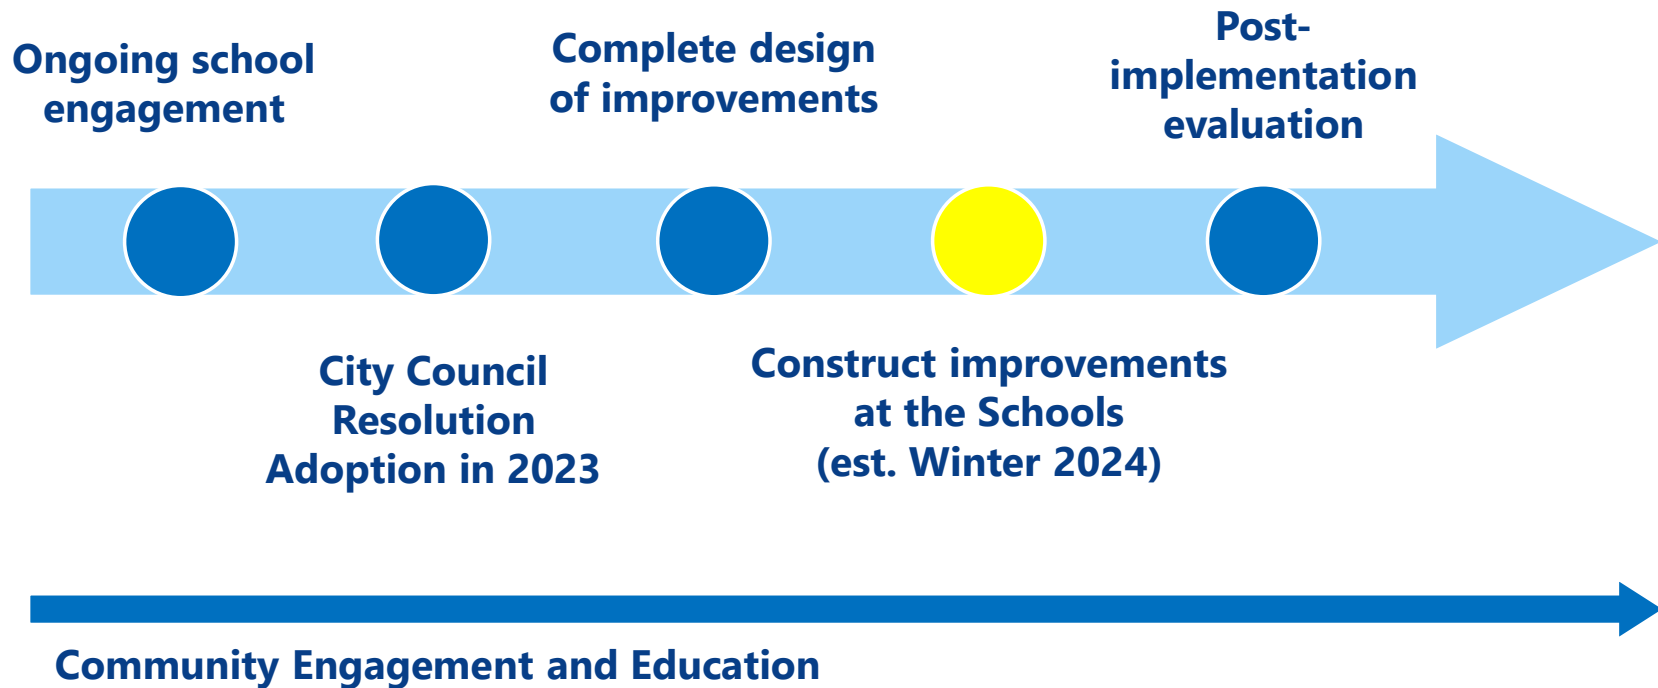 Ongoing school
engagement
City Council
Resolution
Adoption in 2023
Complete design
of improvements
Construct improvements
at the Schools
(est. Winter 2024)
Post-
implementation
evaluation
Community Engagement and Education